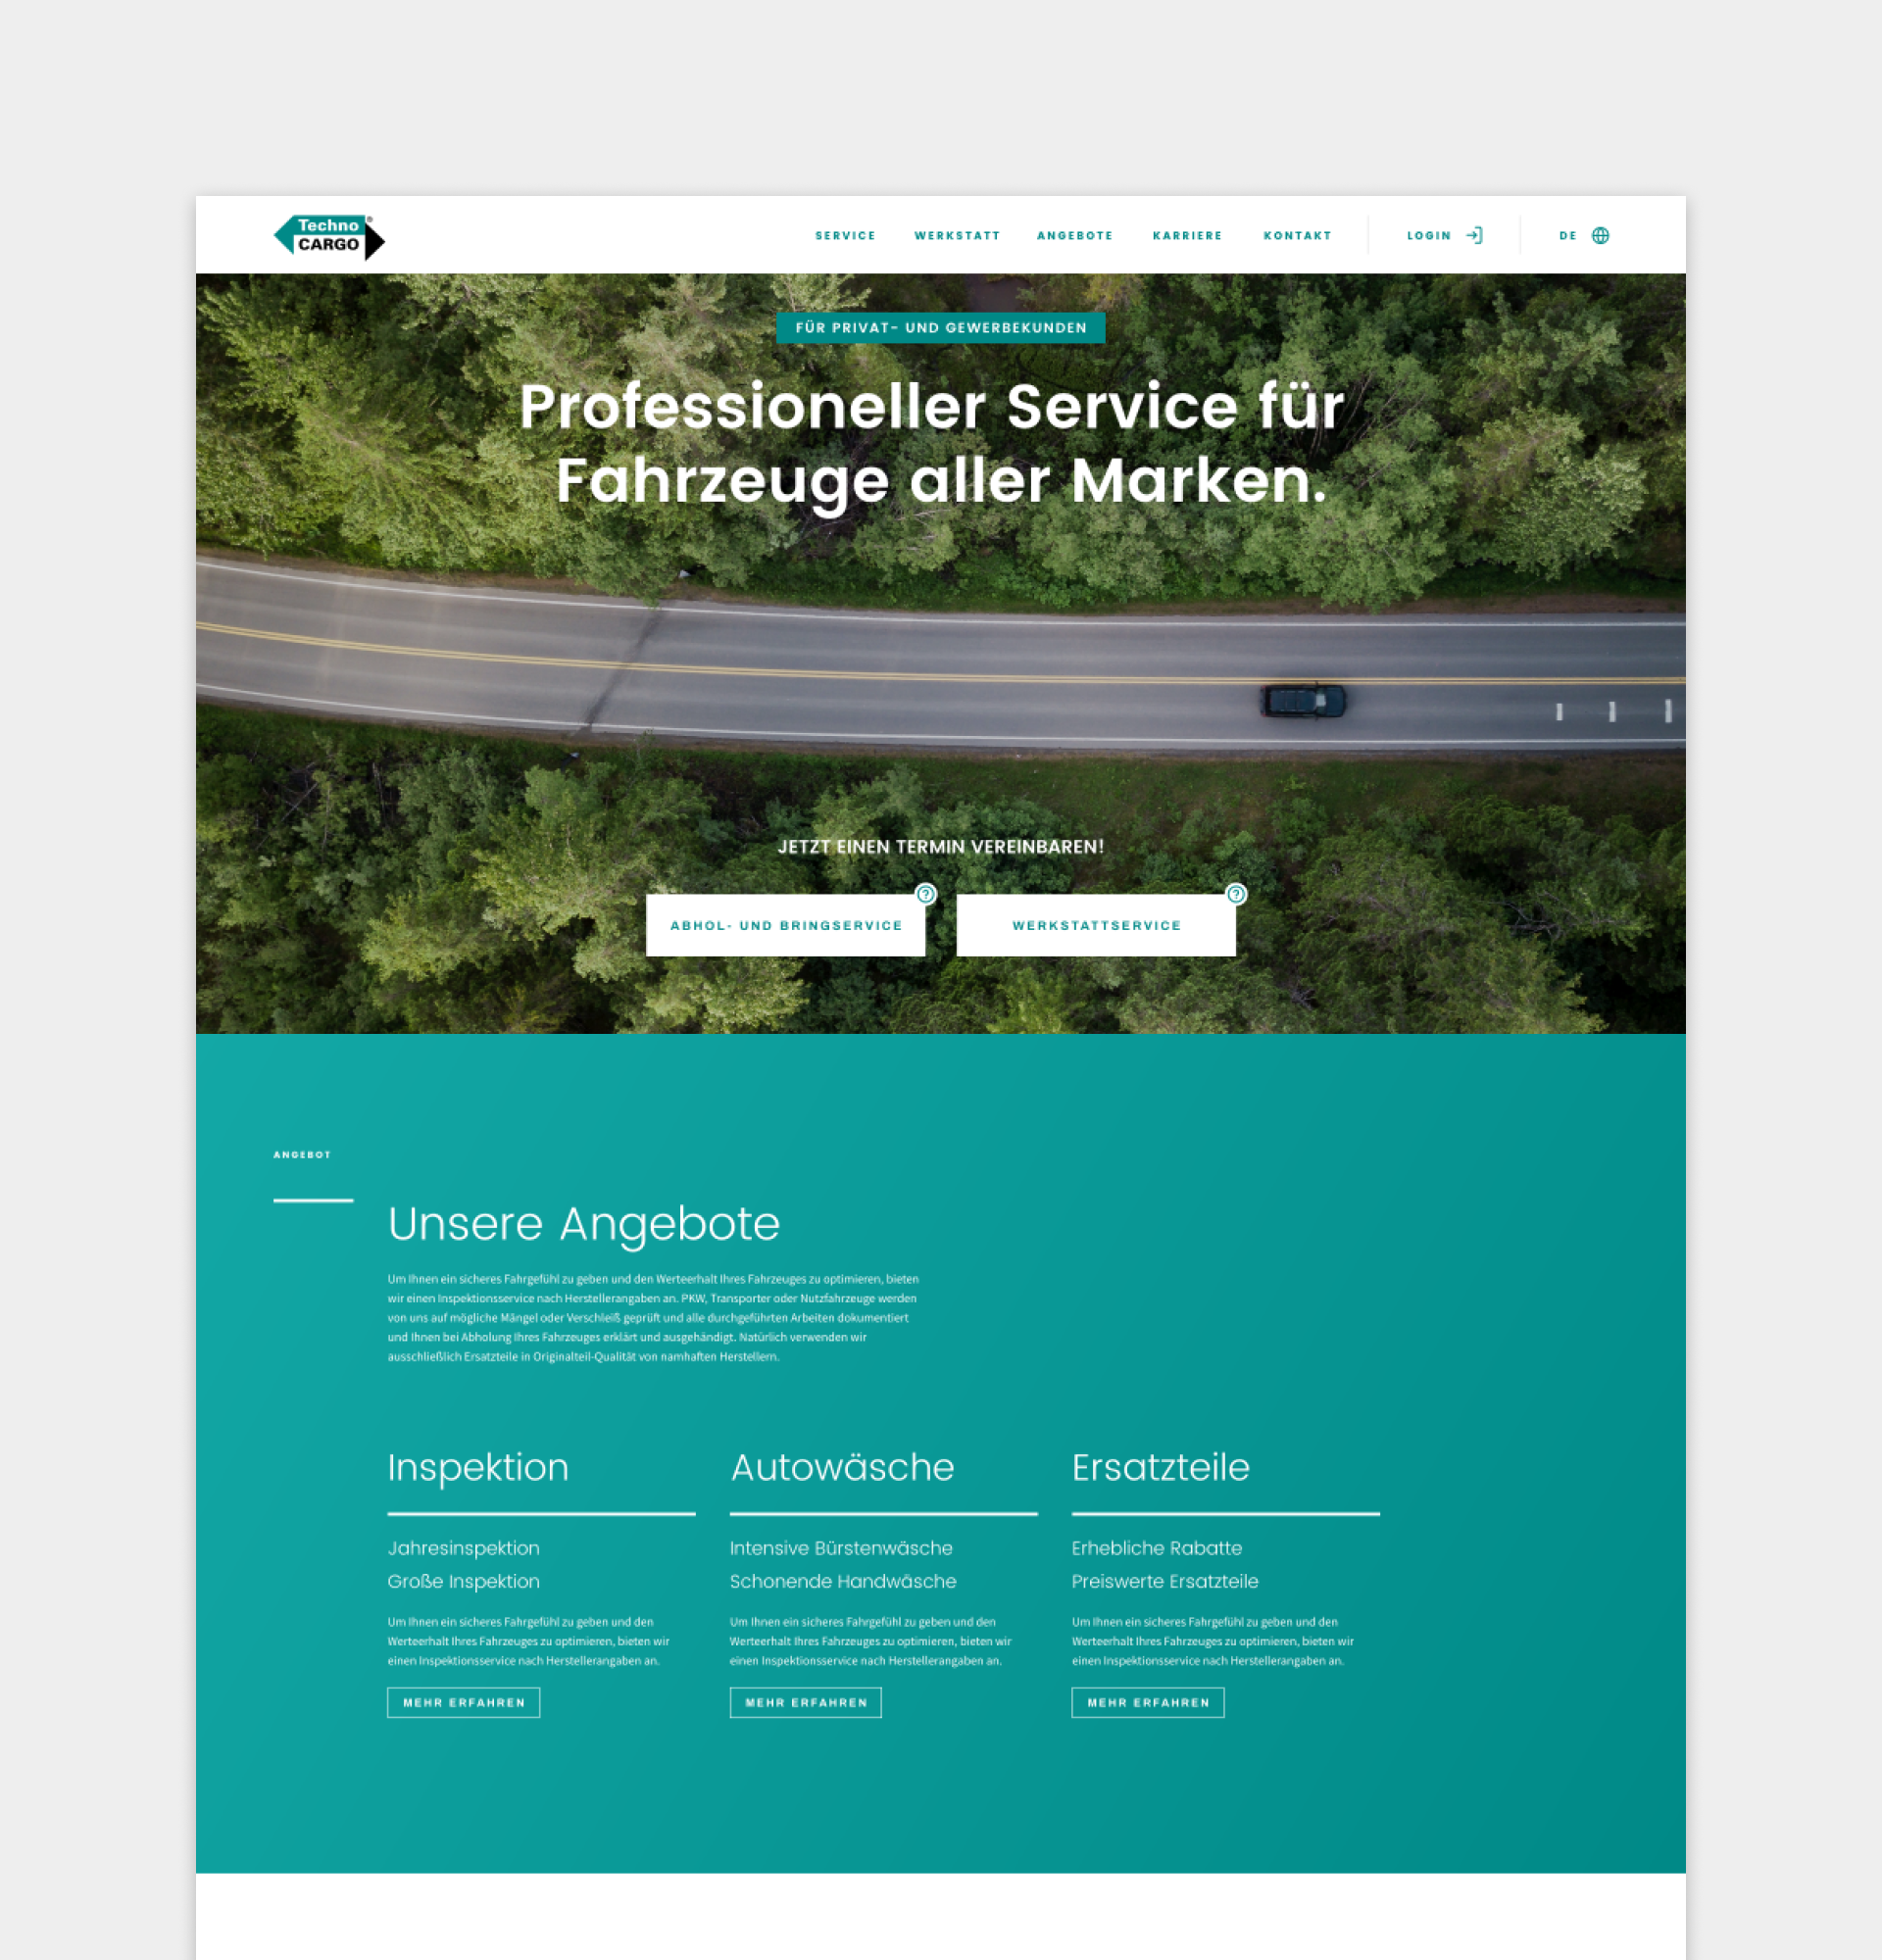 Techno ®
CARGO
SERVICE WERKSTATT ANGEBOTE KARRIERE KONTAKT LOGIN DE
FÜR PRIVAT- UND GEWERBEKUNDEN
Professioneller Service für
Fahrzeuge aller Marken.
JETZT EINEN TERMIN VEREINBAREN!
? ?
ABHOL- UND BRINGSERVICE WERKSTATTSERVICE
ANGEBOT
Unsere Angebote
Um Ihnen ein sicheres Fahrgefühl zu geben und den Werteerhalt Ihres Fahrzeuges zu optimieren, bieten
wir einen Inspektionsservice nach Herstellerangaben an. PKW, Transporter oder Nutzfahrzeuge werden
von uns auf mögliche Mängel oder Verschleiß geprüft und alle durchgeführten Arbeiten dokumentiert
und Ihnen bei Abholung Ihres Fahrzeuges erklärt und ausgehändigt. Natürlich verwenden wir
ausschließlich Ersatzteile in Originalteil-Qualität von namhaften Herstellern.
Inspektion
Jahresinspektion
Große Inspektion
Um Ihnen ein sicheres Fahrgefühl zu geben und den
Werteerhalt Ihres Fahrzeuges zu optimieren, bieten wir
einen Inspektionsservice nach Herstellerangaben an.
MEHR ERFAHREN
Autowäsche
Intensive Bürstenwäsche
Schonende Handwäsche
Um Ihnen ein sicheres Fahrgefühl zu geben und den
Werteerhalt Ihres Fahrzeuges zu optimieren, bieten wir
einen Inspektionsservice nach Herstellerangaben an.
MEHR ERFAHREN
Ersatzteile
Erhebliche Rabatte
Preiswerte Ersatzteile
Um Ihnen ein sicheres Fahrgefühl zu geben und den
Werteerhalt Ihres Fahrzeuges zu optimieren, bieten wir
einen Inspektionsservice nach Herstellerangaben an.
MEHR ERFAHREN